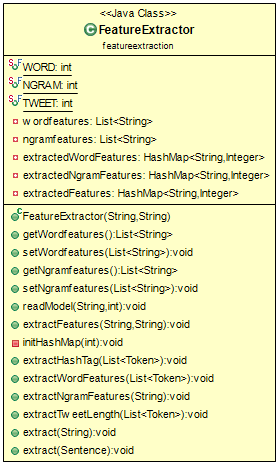 <<Java Class>>
FeatureExtractor
featureextraction
WORD: int
NGRAM: int
TWEET: int
wordfeatures: List<String>
ngramfeatures: List<String>
extractedWordFeatures: HashMap<String,Integer>
extractedNgramFeatures: HashMap<String,Integer>
extractedFeatures: HashMap<String,Integer>
FeatureExtractor(String,String)
getWordfeatures():List<String>
setWordfeatures(List<String>):void
getNgramfeatures():List<String>
setNgramfeatures(List<String>):void
readModel(String,int):void
extractFeatures(String,String):void
initHashMap(int):void
extractHashTag(List<Token>):void
extractWordFeatures(List<Token>):void
extractNgramFeatures(String):void
extractTweetLength(List<Token>):void
extract(String):void
extract(Sentence):void